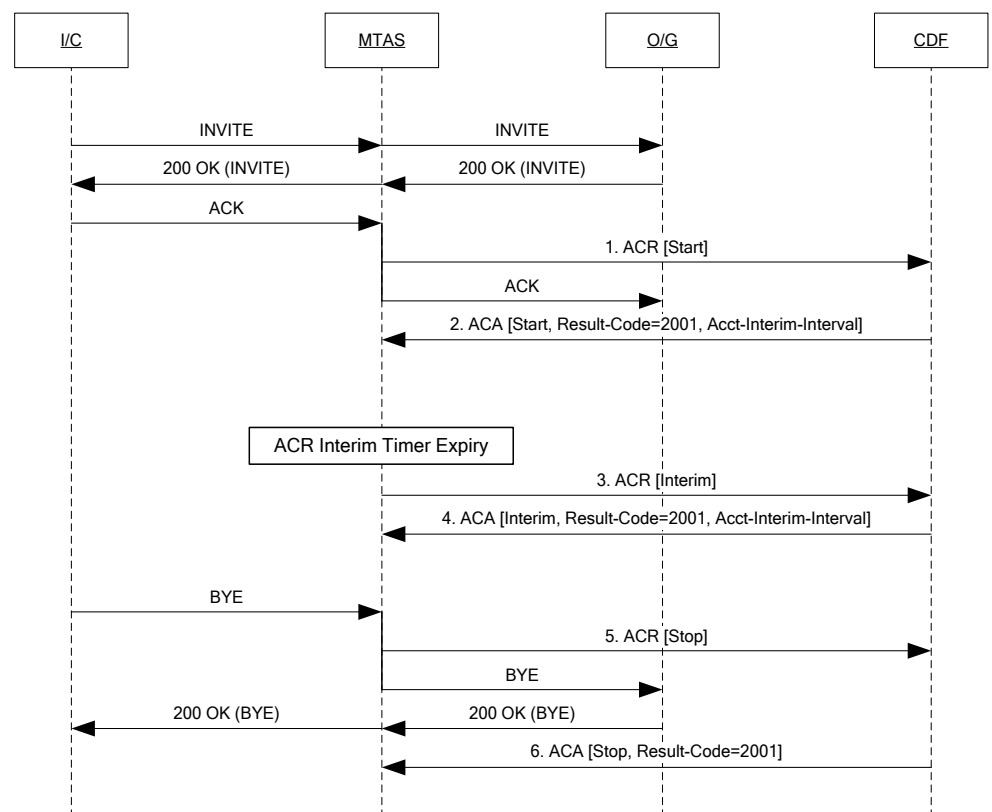 I/C
MTAS
O/G
CDF
INVITE
INVITE
200 OK (INVITE)
200 OK (INVITE)
ACK
1. ACR [Start]
ACK
2. ACA [Start, Result-Code=2001, Acct-Interim-Interval]
ACR Interim Timer Expiry
3. ACR [Interim]
4. ACA [Interim, Result-Code=2001, Acct-Interim-Interval]
BYE
5. ACR [Stop]
BYE
200 OK (BYE)
200 OK (BYE)
6. ACA [Stop, Result-Code=2001]